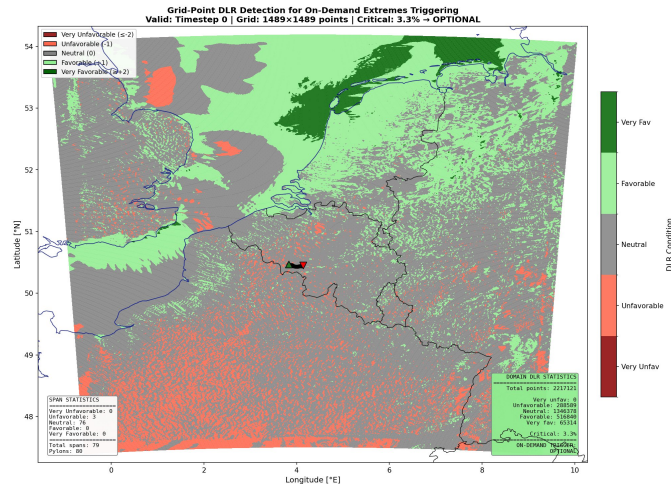 Grid-Point DLR Detection for On-Demand Extremes Triggering
Valid: Timestep 0 | Grid: 1489×1489 points | Critical: 3.3% → OPTIONAL
Very Unfavorable (≤-2)
Unfavorable (-1)
Neutral (0)
Favorable (+1)
Very Favorable (≥+2)
Latitude [°N]
54
53
52
51
50
49
48
0
2
4
6
8
10
Longitude [°E]
SPAN STATISTICS
Very Unfavorable: 0
Unfavorable: 3
Neutral: 76
Favorable: 0
Very Favorable: 0
Total spans: 79
Pylons: 80
DOMAIN DLR STATISTICS
Total points: 2217121
Very unfav: 0
Unfavorable: 288589
Neutral: 1346378
Favorable: 516840
Very fav: 65314
Critical: 3.3%
ON-DEMAND TRIGGER:
OPTIONAL
Very Fav
Favorable
Neutral
Unfavorable
Very Unfav
DLR Condition